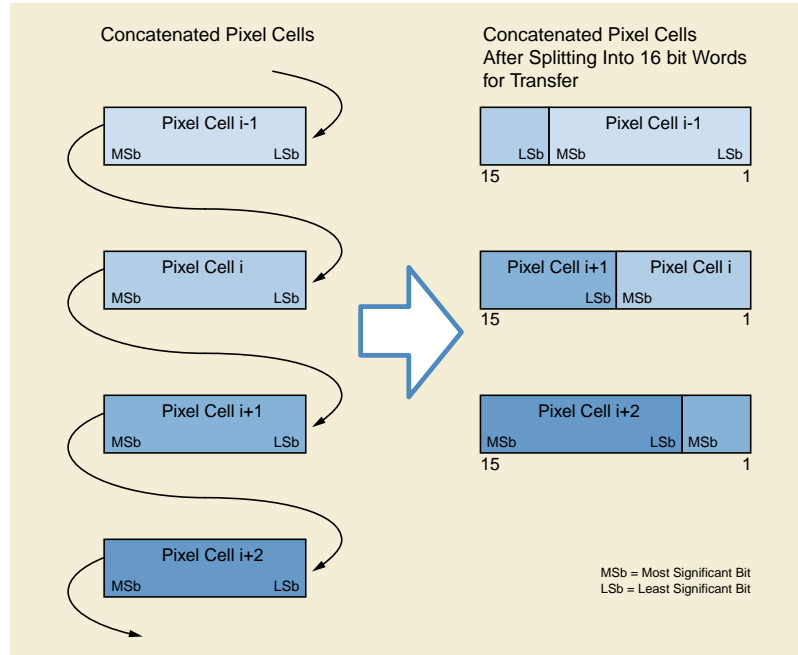 Concatenated Pixel Cells
Pixel Cell i-1
MSb LSb
Pixel Cell i
MSb LSb
Pixel Cell i+1
MSb LSb
Pixel Cell i+2
MSb LSb
Concatenated Pixel Cells
After Splitting Into 16 bit Words
for Transfer
Pixel Cell i-1
LSb MSb LSb
15 1
Pixel Cell i+1 Pixel Cell i
LSb MSb
15 1
Pixel Cell i+2
MSb LSb MSb
15 1
MSb = Most Significant Bit
LSb = Least Significant Bit